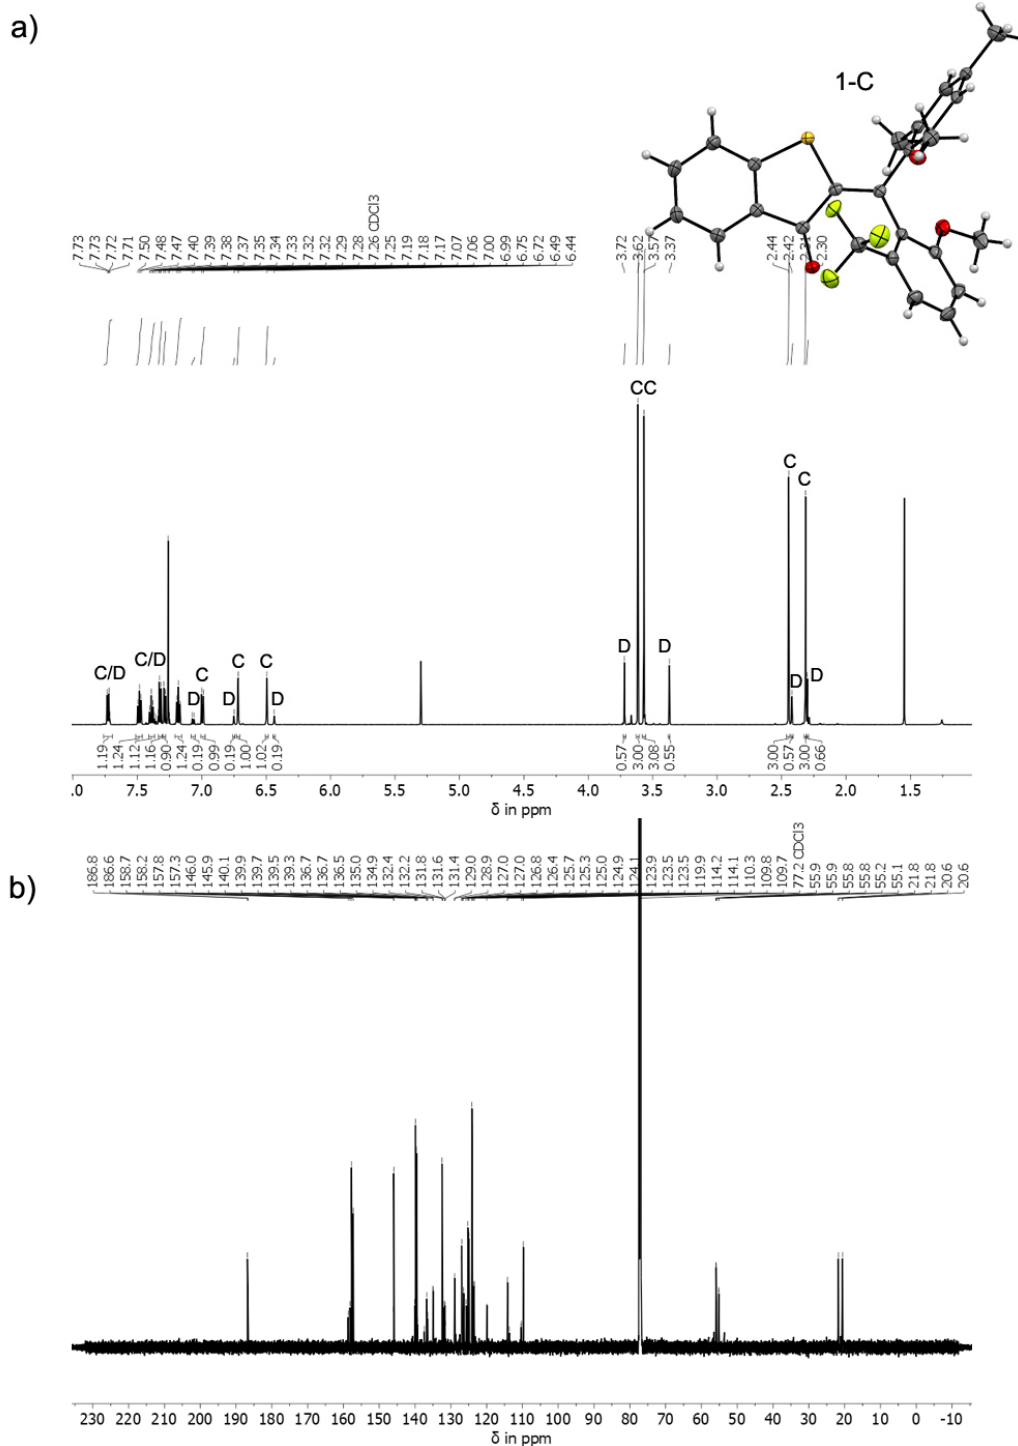 a)
1-C
7.73 7.73 7.72 7.71 7.50 7.48 7.47 7.40 7.39 7.38 7.37 7.35 7.34 7.33 7.32 7.32 7.29 7.28 7.26 CDCl3 7.25 7.19 7.18 7.17 7.07 7.06 7.00 6.99 6.75 6.72 6.49 6.44
3.72 3.62 3.57 3.37
2.44 2.42 2.31 2.30
CC
C
C
C/D C/D D C D C C D
D D D D
1.19 1.24 1.12 1.16 0.90 1.24 0.19 0.99 0.19 1.00 1.02 0.19 0.57 3.00 3.08 0.55 3.00 0.57 3.00 0.66
.0 7.5 7.0 6.5 6.0 5.5 5.0 4.5 4.0 3.5 3.0 2.5 2.0 1.5
δ in ppm
b)
186.8 186.6 158.7 158.2 157.8 157.3 146.0 145.9 140.1 139.9 139.7 139.5 139.3 136.7 136.7 136.5 135.0 134.9 132.4 132.2 131.8 131.6 131.4 129.0 128.9 127.0 127.0 126.8 126.4 125.7 125.3 125.0 124.9 124.1 123.9 123.5 123.5 119.9 114.2 114.1 110.3 109.8 109.7 77.2 CDCl3 55.9 55.9 55.8 55.8 55.2 55.1 21.8 21.8 20.6 20.6
230 220 210 200 190 180 170 160 150 140 130 120 110 100 90 80 70 60 50 40 30 20 10 0 -10
δ in ppm